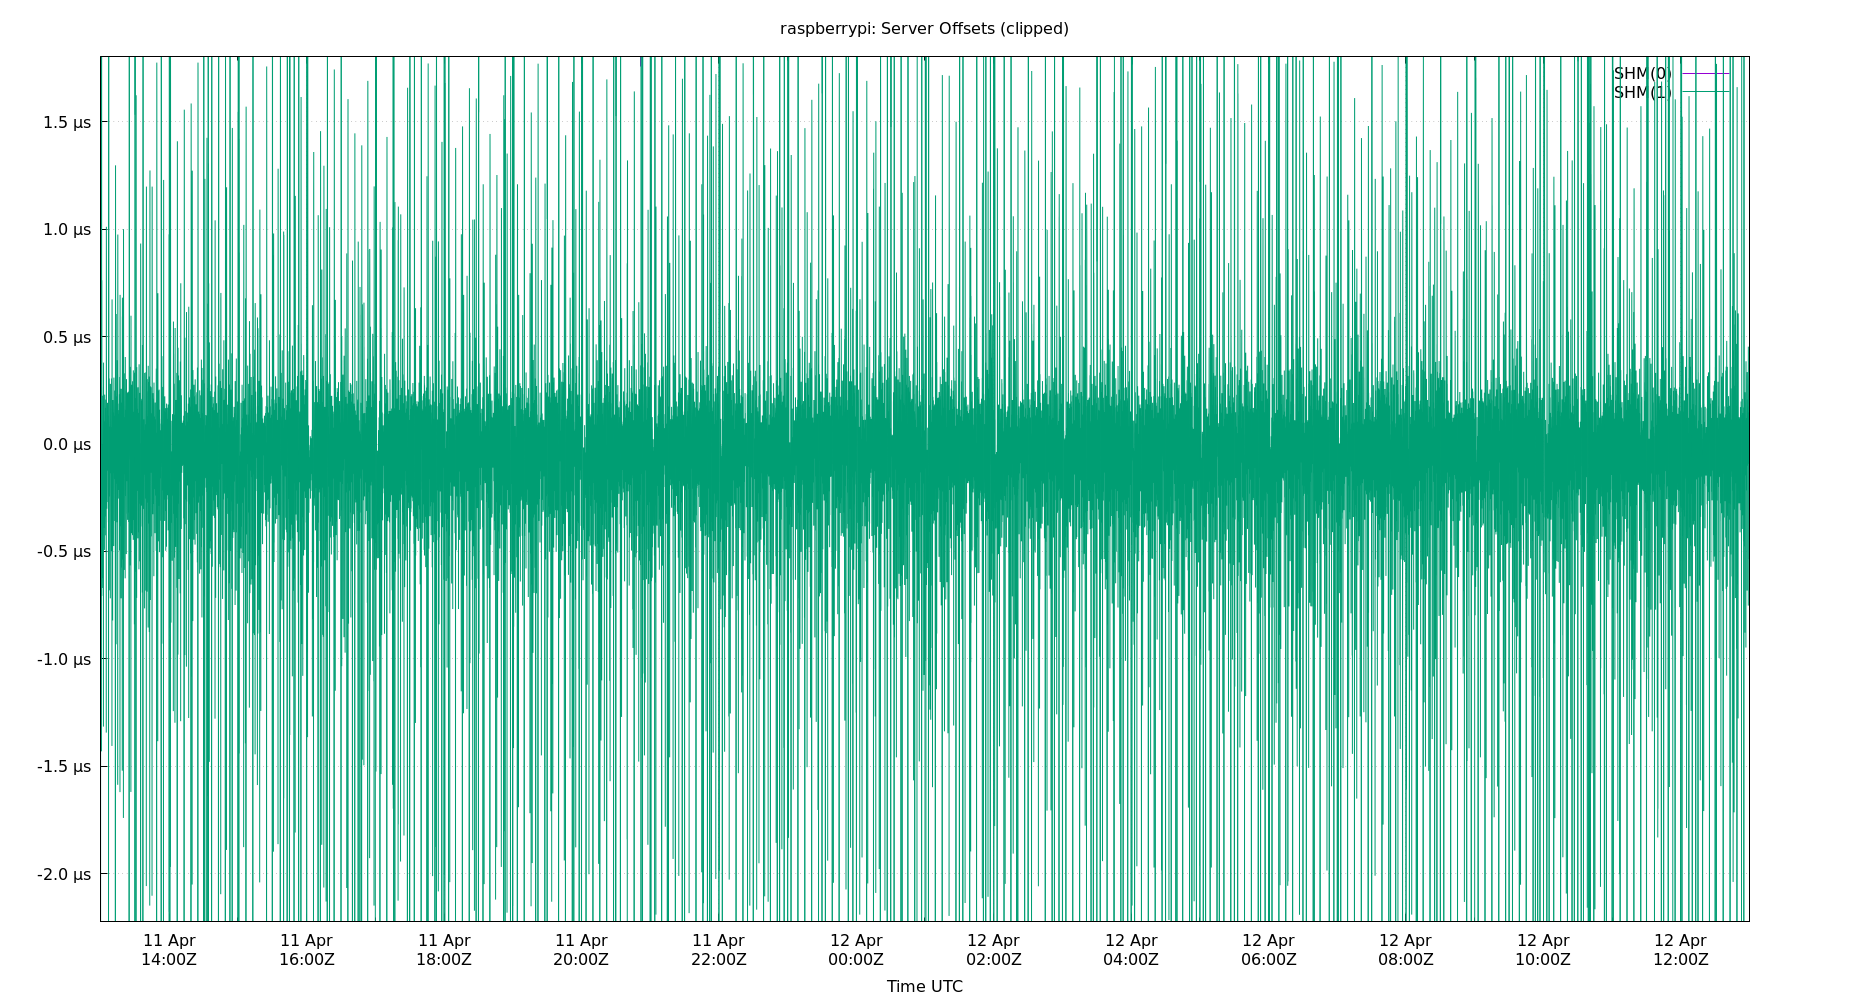 raspberrypi: Server Offsets (clipped)
SHM(0)
SHM(1)
1.5 µs
1.0 µs
0.5 µs
0.0 µs
-0.5 µs
-1.0 µs
-1.5 µs
-2.0 µs
11 Apr 11 Apr 11 Apr 11 Apr 11 Apr 12 Apr 12 Apr 12 Apr 12 Apr 12 Apr 12 Apr 12 Apr
14:00Z 16:00Z 18:00Z 20:00Z 22:00Z 00:00Z 02:00Z 04:00Z 06:00Z 08:00Z 10:00Z 12:00Z
Time UTC